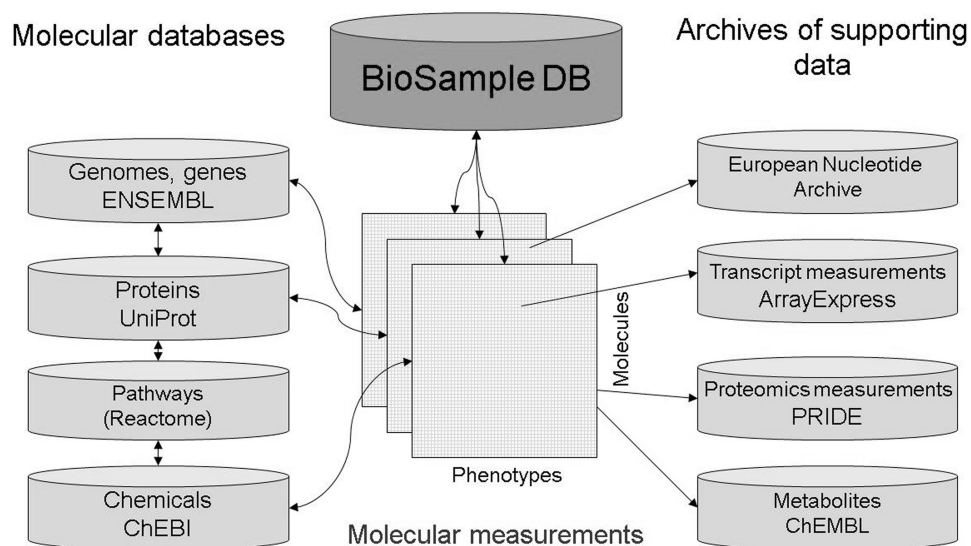 Molecular databases
BioSample DB
Archives of supporting
data
Genomes, genes
ENSEMBL
Proteins
UniProt
Pathways
(Reactome)
Chemicals
ChEBI
Molecules
Phenotypes
Molecular measurements
European Nucleotide
Archive
Transcript measurements
ArrayExpress
Proteomics measurements
PRIDE
Metabolites
ChEMBL